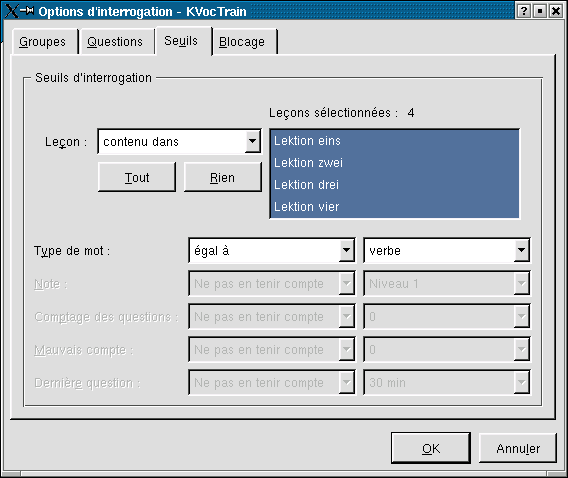 Options d'interrogation - KVocTrain
Groupes Questions Seuils Blocage
Seuils d'interrogation
Leçons sélectionnées : 4
Leçon : contenu dans
Lektion eins
Lektion zwei
Lektion drei
Lektion vier
Tout Rien
Type de mot : égal à verbe
Note : Ne pas en tenir compte Niveau 1
Comptage des questions : Ne pas en tenir compte 0
Mauvais compte : Ne pas en tenir compte 0
Dernière question : Ne pas en tenir compte 30 min
OK Annuler